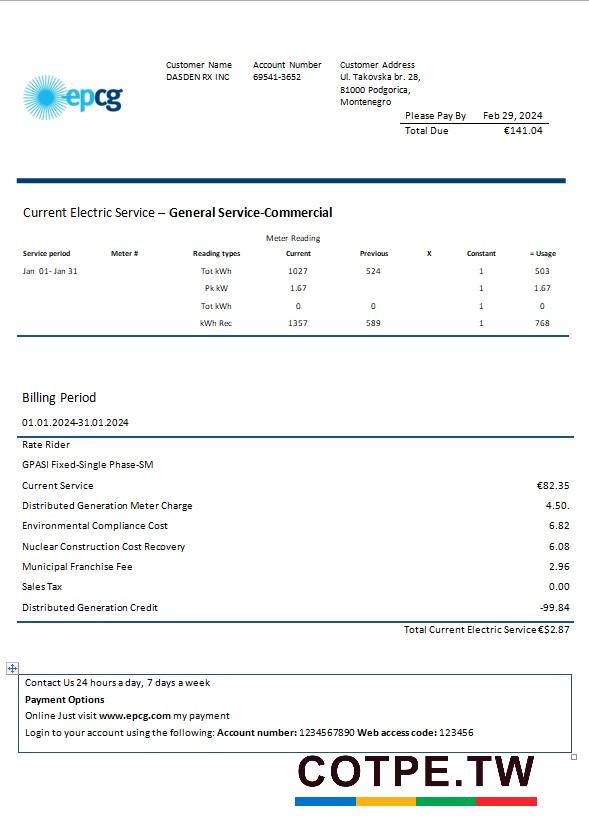 epcg
Customer Name Account Number Customer Address
DASDEN RX INC 69541-3652 Ul. Takovska br. 28,
81000 Podgorica,
Montenegro
Please Pay By Feb 29, 2024
Total Due €141.04
Current Electric Service – General Service-Commercial
Meter Reading
Service period Meter # Reading types Current Previous X Constant = Usage
Jan 01- Jan 31 Tot kWh 1027 524 1 503
Pk kW 1.67 1 1.67
Tot kWh 0 0 1 0
kWh Rec 1357 589 1 768
Billing Period
01.01.2024-31.01.2024
Rate Rider
GPASI Fixed-Single Phase-SM
Current Service €82.35
Distributed Generation Meter Charge 4.50.
Environmental Compliance Cost 6.82
Nuclear Construction Cost Recovery 6.08
Municipal Franchise Fee 2.96
Sales Tax 0.00
Distributed Generation Credit -99.84
Total Current Electric Service €$2.87
Contact Us 24 hours a day, 7 days a week
Payment Options
Online Just visit www.epcg.com my payment
Login to your account using the following: Account number: 1234567890 Web access code: 123456
COTPE.TW